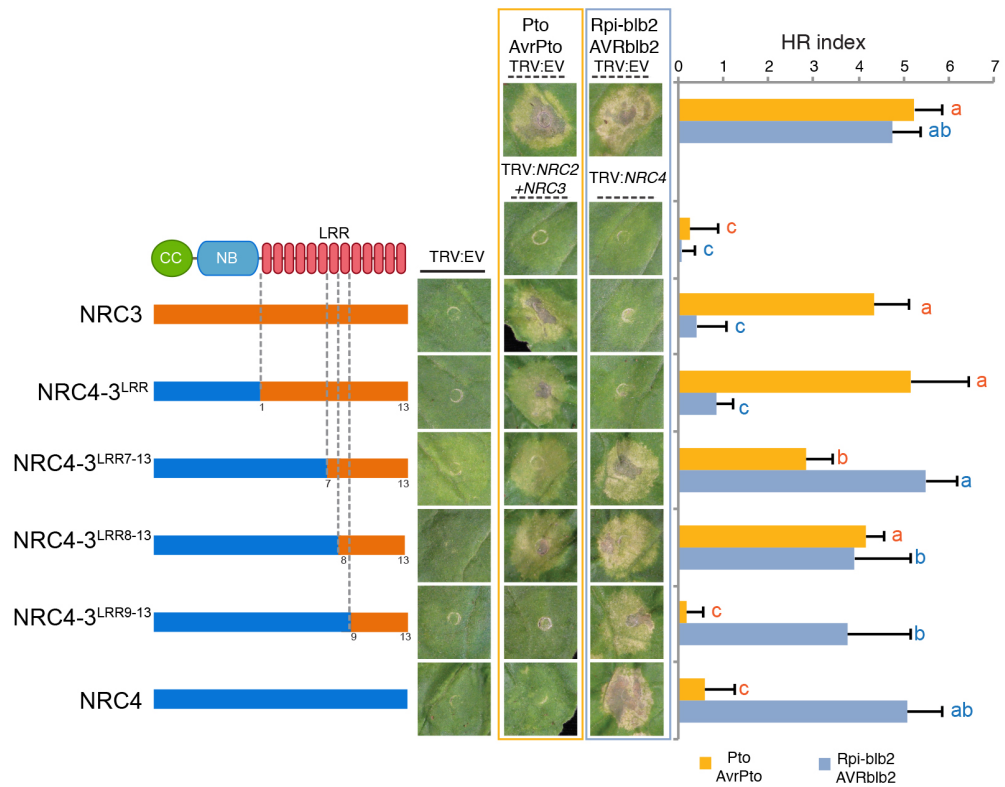 Pto
AvrPto
TRV:EV
Rpi-blb2
AVRblb2
TRV:EV
HR index
0 1 2 3 4 5 6 7
a
ab
TRV:NRC2
+NRC3
TRV:NRC4
c
c
LRR
CC NB
TRV:EV
NRC3
a
c
NRC4-3LRR
1 13
a
c
NRC4-3LRR7-13
7 13
b
a
NRC4-3LRR8-13
8 13
a
b
NRC4-3LRR9-13
9 13
c
b
NRC4
c
ab
Pto
AvrPto
Rpi-blb2
AVRblb2